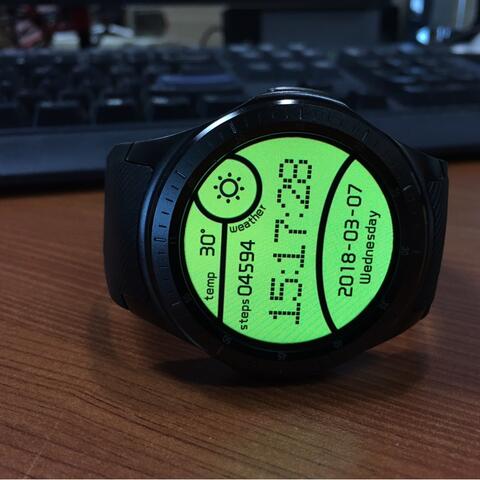 weather
temp 30°
steps 04594
15:17:28
2018-03-07
Wednesday